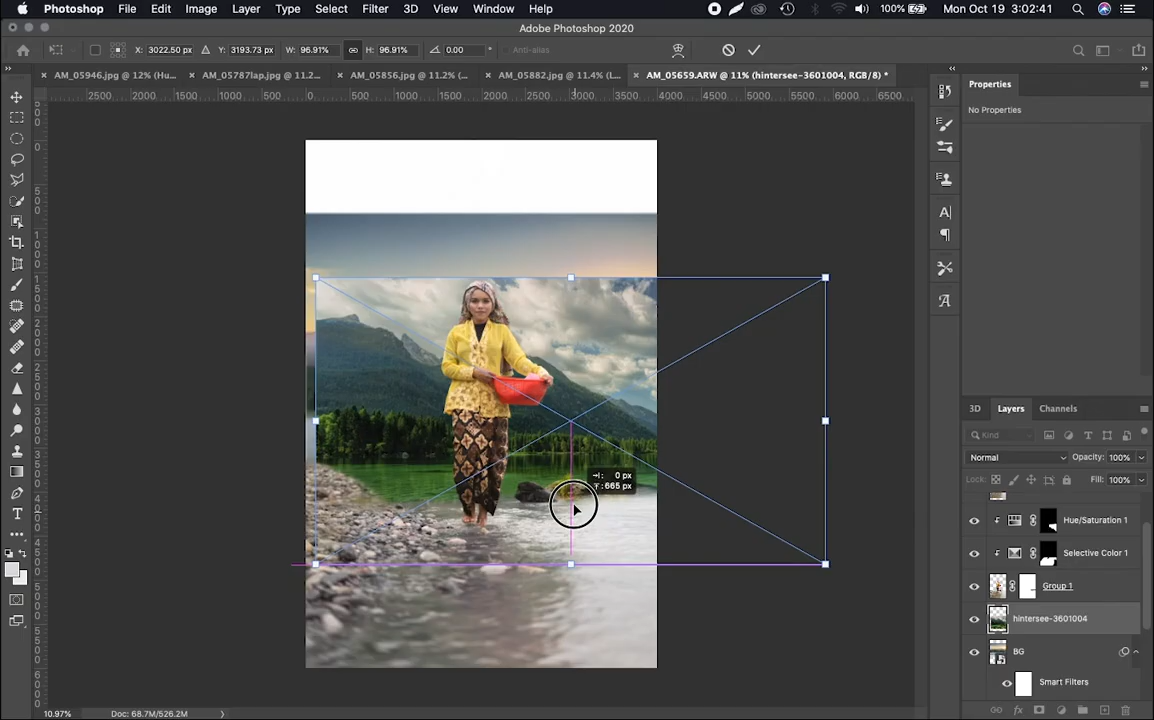 Photoshop File Edit Image Layer Type Select Filter 3D View Window Help 100% Mon Oct 19 3:02:41
Adobe Photoshop 2020
X: 3022.50 px Y: 3193.73 px W: 96.91% H: 96.91% 0.00 ° Anti-alias
AM_05946.jpg @ 12% (Hu... AM_05787lap.jpg @ 11.2... AM_05856.jpg @ 11.2% (... AM_05882.jpg @ 11.4% (L... AM_05659.ARW @ 11% (hintersee-3601004, RGB/8) *
2500 2000 1500 1000 500 0 500 1000 1500 2000 2500 3000 3500 4000 4500 5000 5500 6000 6500
Properties
No Properties
3D Layers Channels
Kind
Normal Opacity: 100%
Lock: Fill: 100%
Hue/Saturation 1
Selective Color 1
Group 1
hintersee-3601004
BG
Smart Filters
: 0 px
: 665 px
10.97% Doc: 68.7M/526.2M